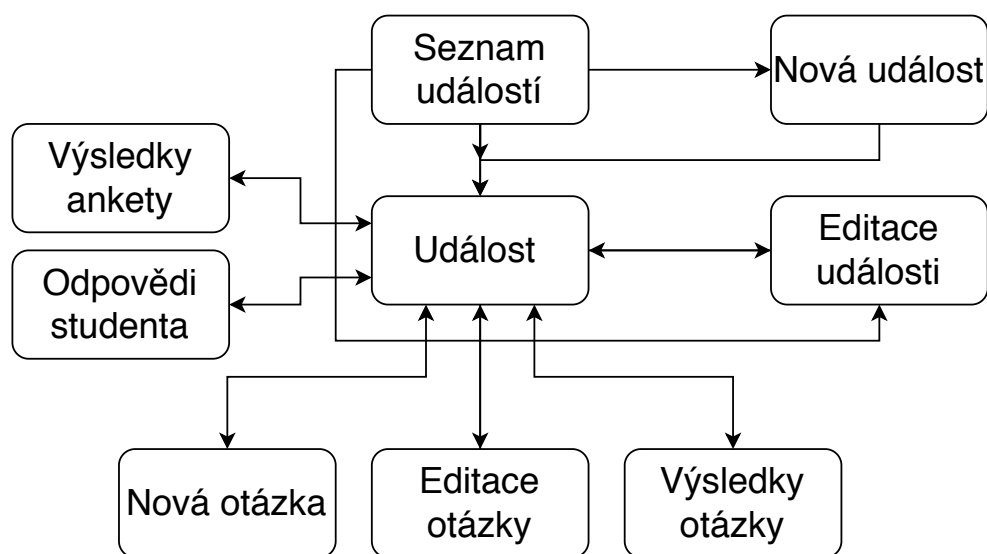 Seznam
událostí
Nová událost
Výsledky
ankety
Událost
Editace
události
Odpovědi
studenta
Nová otázka
Editace
otázky
Výsledky
otázky